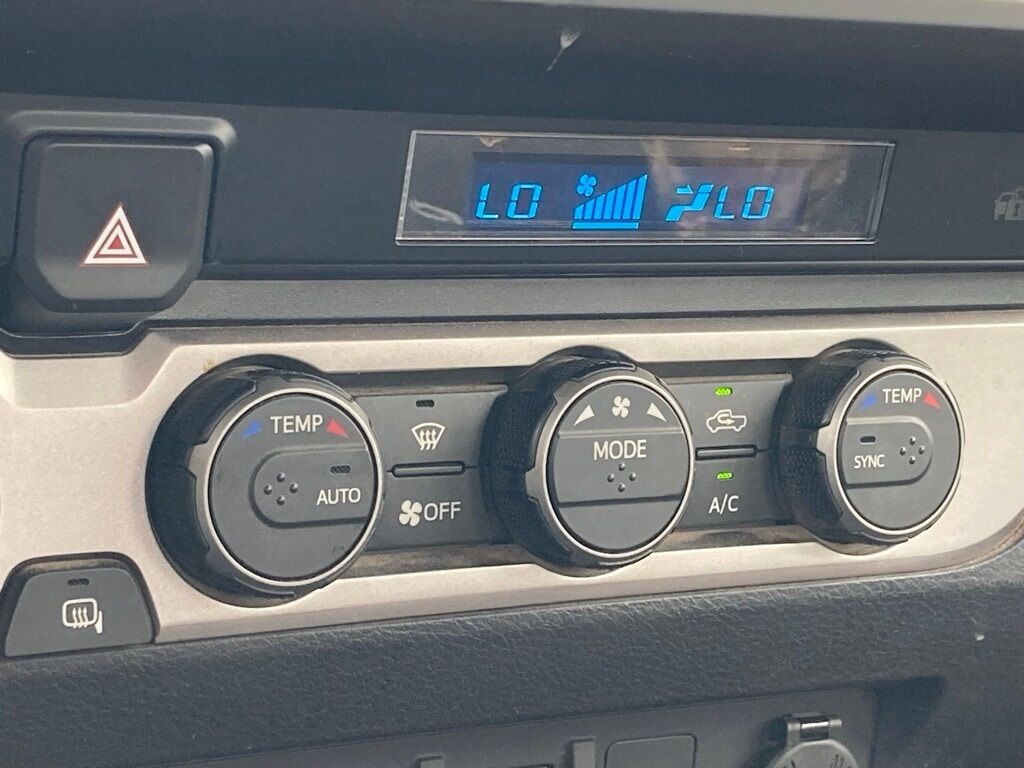 LO LO
TEMP
AUTO
OFF
MODE
A/C
TEMP
SYNC